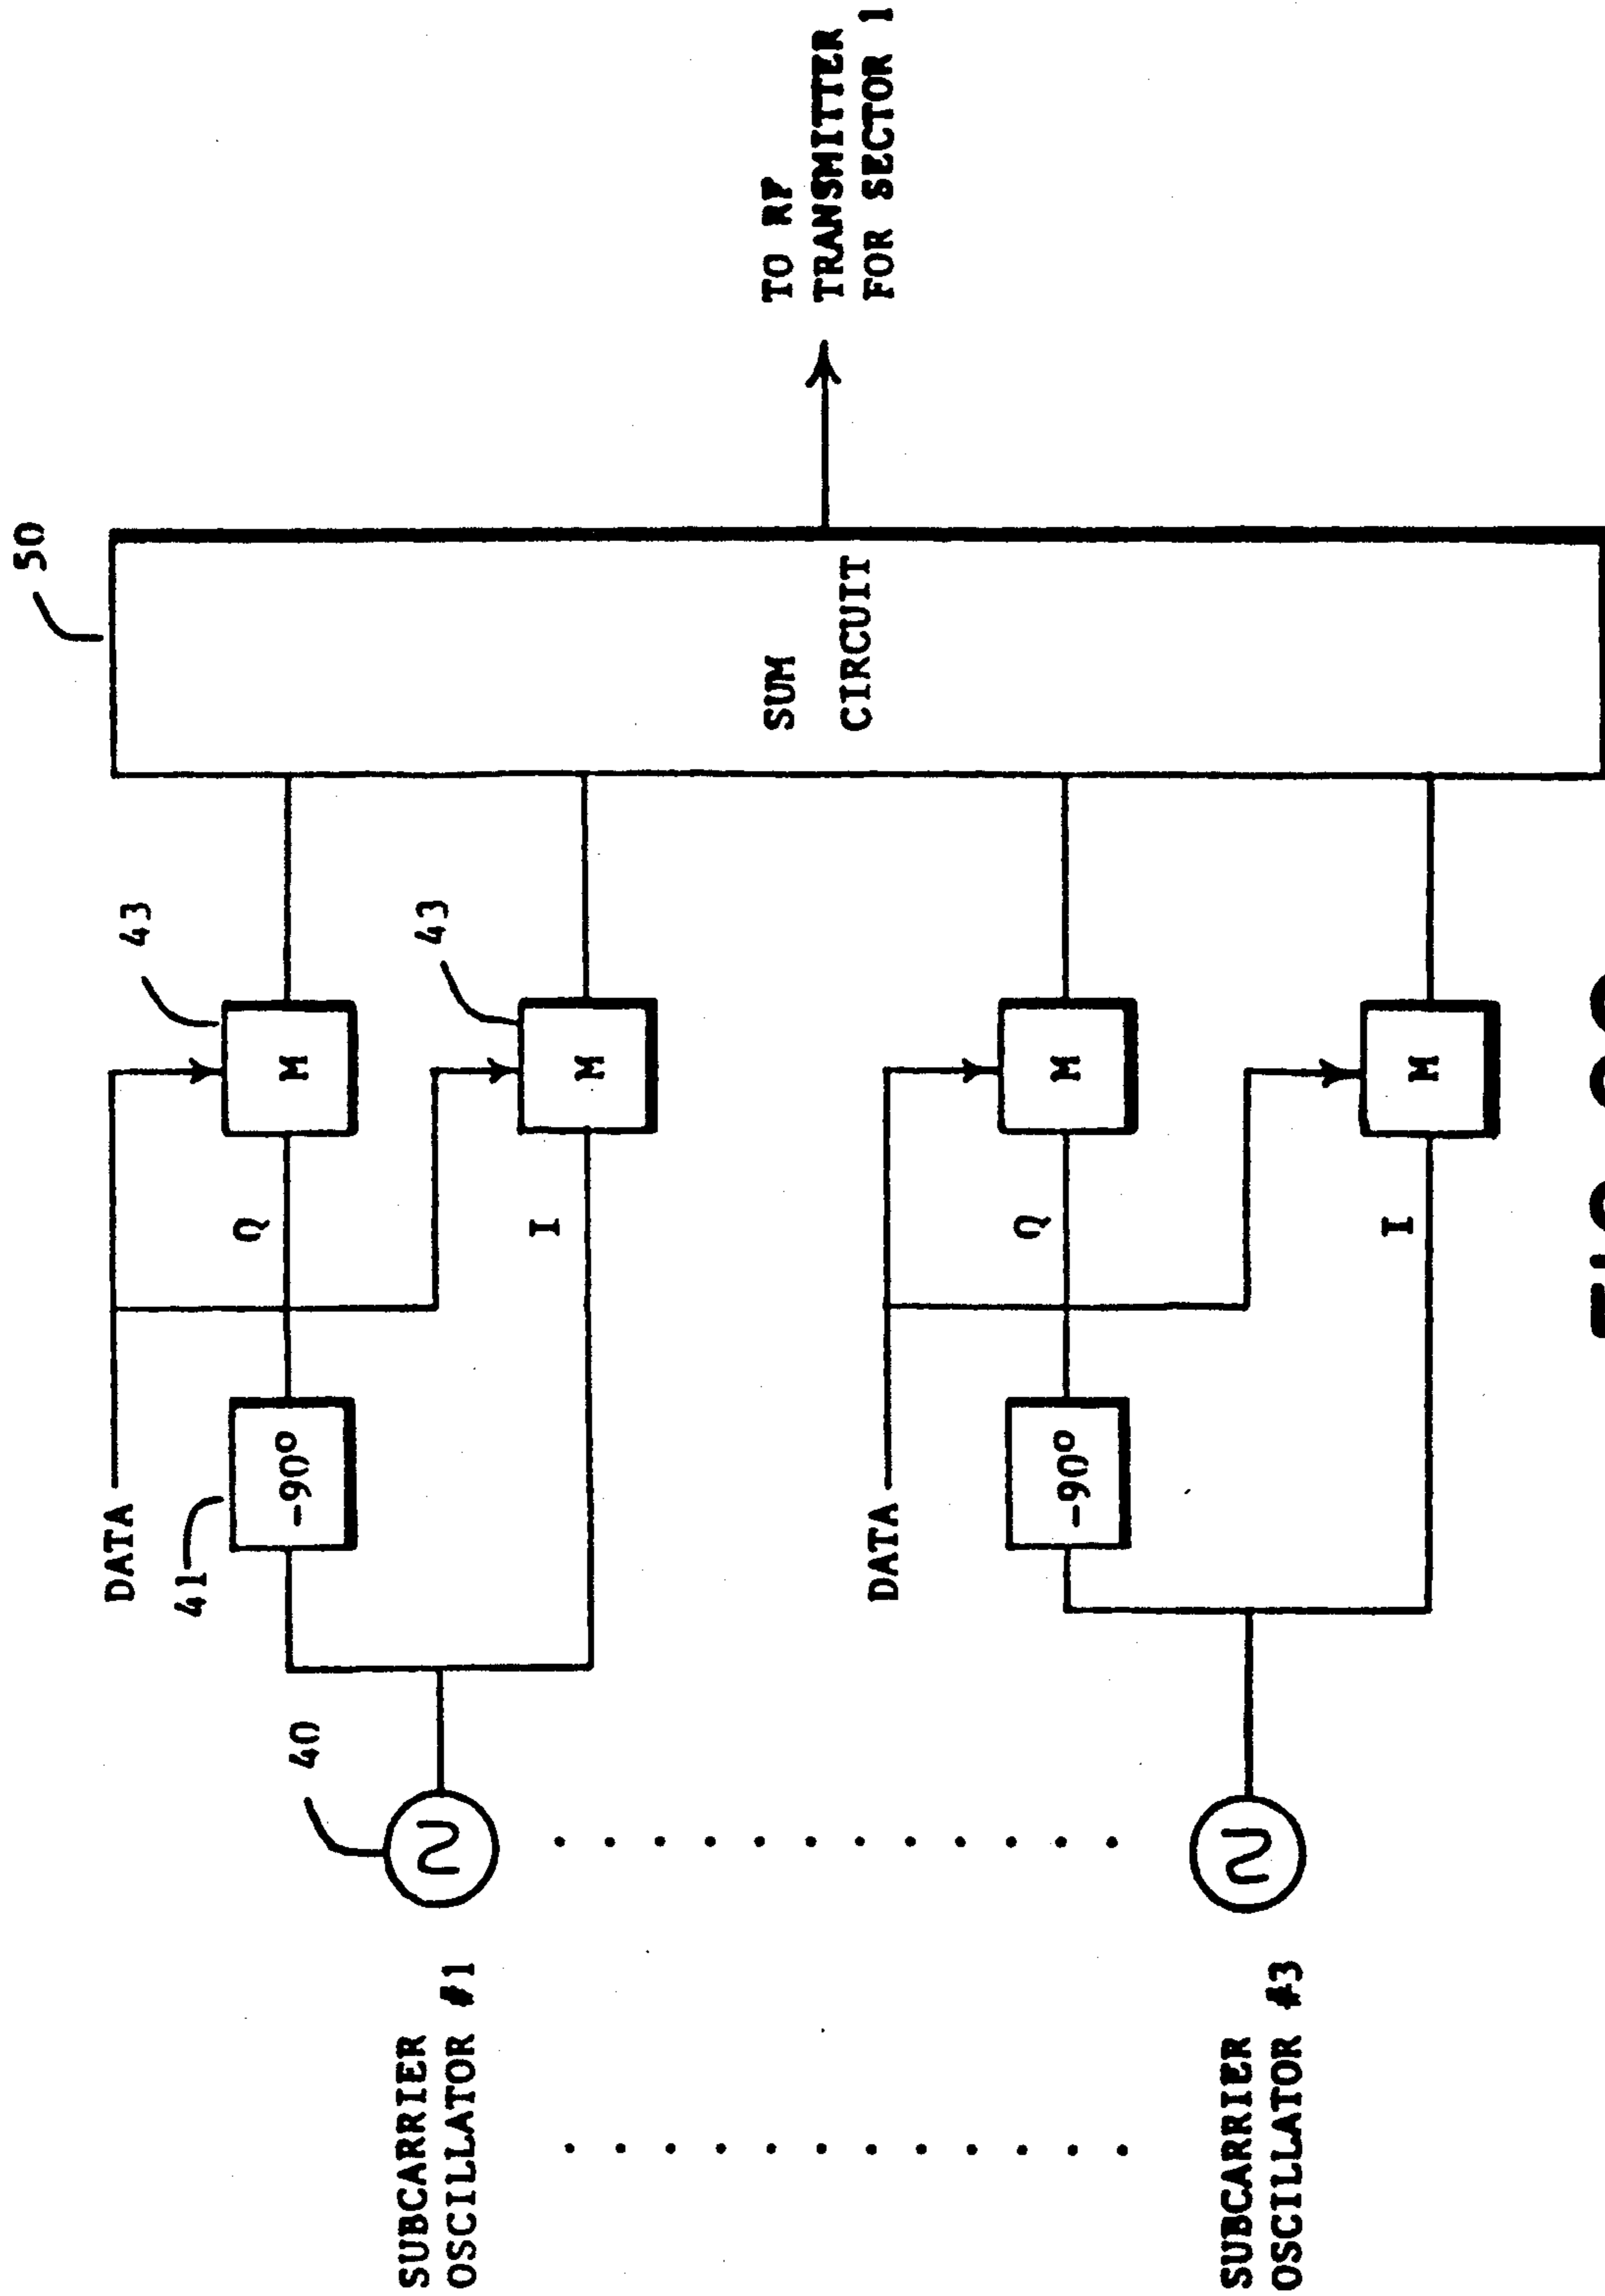 50
43
43
DATA
41
-90°
Q
M
40
I
M
SUBCARRIER
OSCILLATOR #1
SUM
CIRCUIT
TO RF
TRANSMITTER
FOR SECTOR 1
DATA
-90°
Q
M
I
M
SUBCARRIER
OSCILLATOR #3